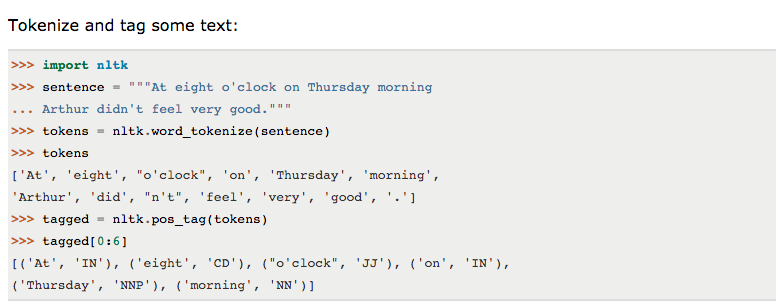 Tokenize and tag some text:
>>> import nltk
>>> sentence = """At eight o'clock on Thursday morning
... Arthur didn't feel very good."""
>>> tokens = nltk.word_tokenize(sentence)
>>> tokens
['At', 'eight', "o'clock", 'on', 'Thursday', 'morning',
'Arthur', 'did', "n't", 'feel', 'very', 'good', '.']
>>> tagged = nltk.pos_tag(tokens)
>>> tagged[0:6]
[('At', 'IN'), ('eight', 'CD'), ("o'clock", 'JJ'), ('on', 'IN'),
('Thursday', 'NNP'), ('morning', 'NN')]